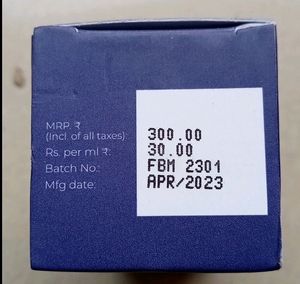 MRP. ₹
(Incl. of all taxes): 300.00
Rs. per ml ₹: 30.00
Batch No.: FBM 2301
Mfg date: APR/2023